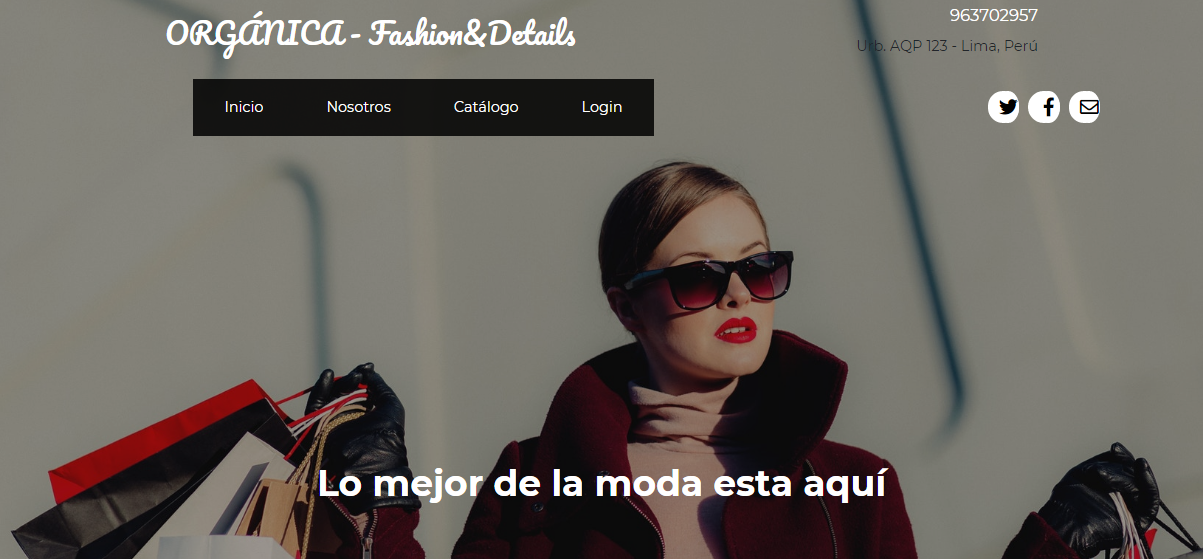 ORGÁNICA - Fashion&Details
963702957
Urb. AQP 123 - Lima, Perú
Inicio Nosotros Catálogo Login
Lo mejor de la moda esta aquí